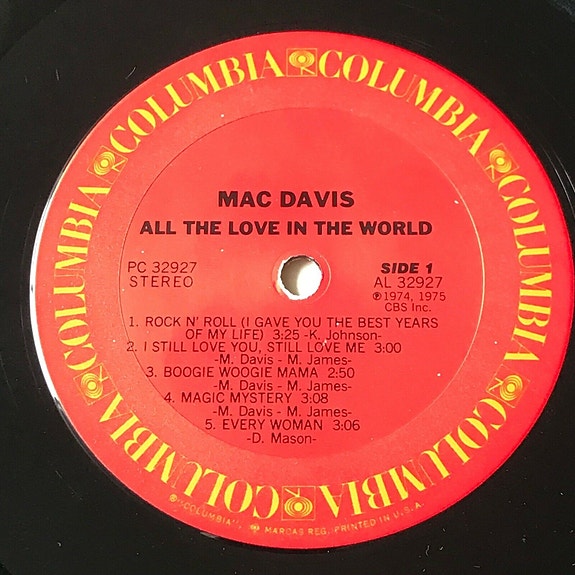 COLUMBIA COLUMBIA COLUMBIA COLUMBIA COLUMBIA COLUMBIA
MAC DAVIS
ALL THE LOVE IN THE WORLD
PC 32927
STEREO
SIDE 1
AL 32927
℗ 1974, 1975
CBS Inc.
1. ROCK N' ROLL (I GAVE YOU THE BEST YEARS
OF MY LIFE) 3:25 -K. Johnson-
2. I STILL LOVE YOU, STILL LOVE ME 3:00
-M. Davis - M. James-
3. BOOGIE WOOGIE MAMA 2:50
-M. Davis - M. James-
4. MAGIC MYSTERY 3:08
-M. Davis - M. James-
5. EVERY WOMAN 3:06
-D. Mason-
® "COLUMBIA", MARCAS REG. PRINTED IN U.S.A.